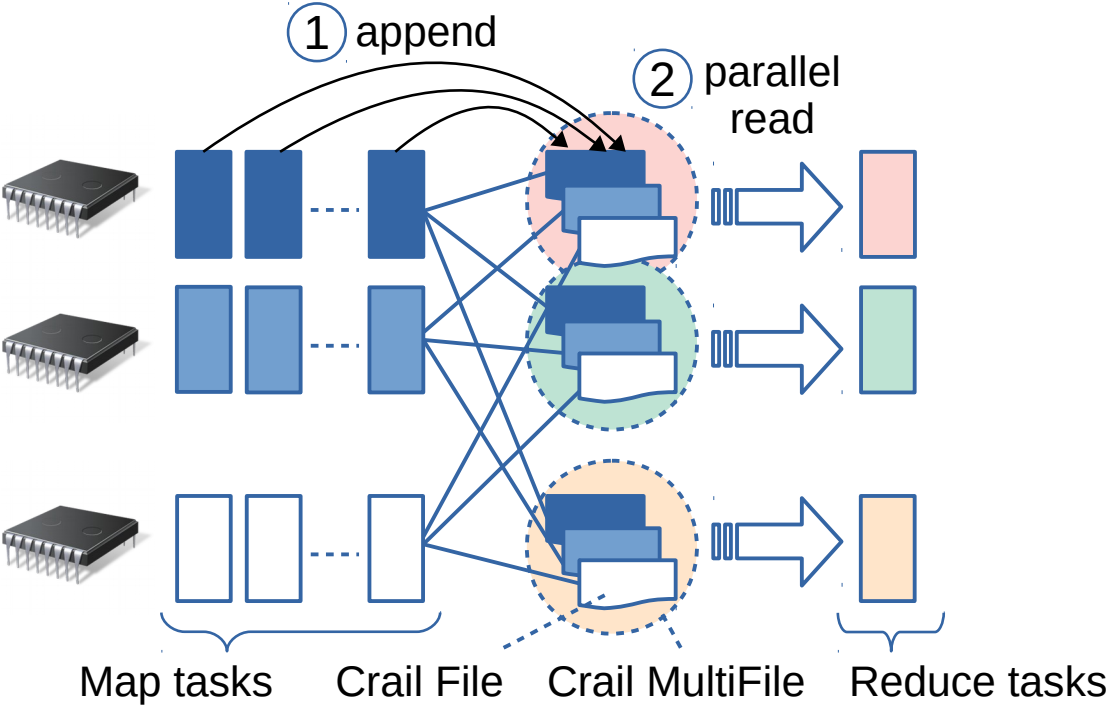 1 append
2 parallel
read
Map tasks
Crail File
Crail MultiFile
Reduce tasks